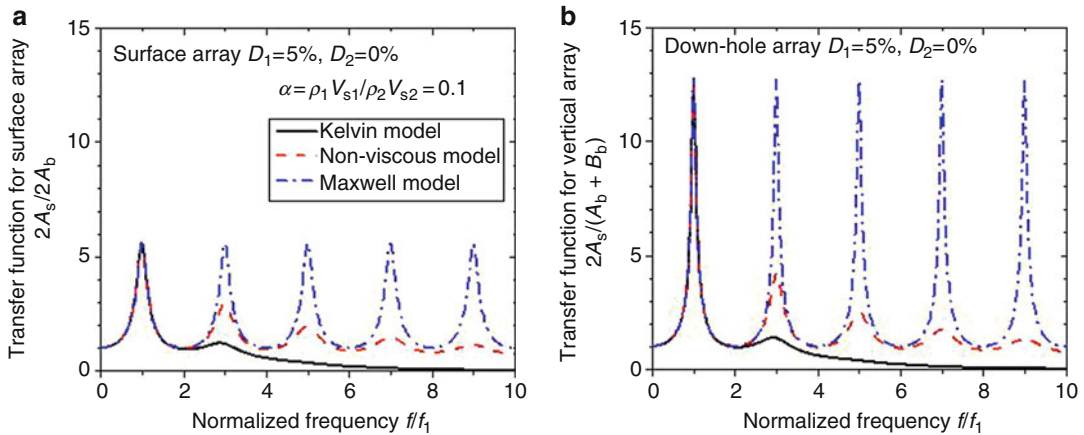 a
Transfer function for surface array
2Aₛ/2A_b
Surface array D₁=5%, D₂=0%
α=ρ₁Vₛ₁/ρ₂Vₛ₂=0.1
Kelvin model
Non-viscous model
Maxwell model
15
10
5
0
0 2 4 6 8 10
Normalized frequency f/f₁
b
Transfer function for vertical array
2Aₛ/(A_b + B_b)
Down-hole array D₁=5%, D₂=0%
15
10
5
0
0 2 4 6 8 10
Normalized frequency f/f₁